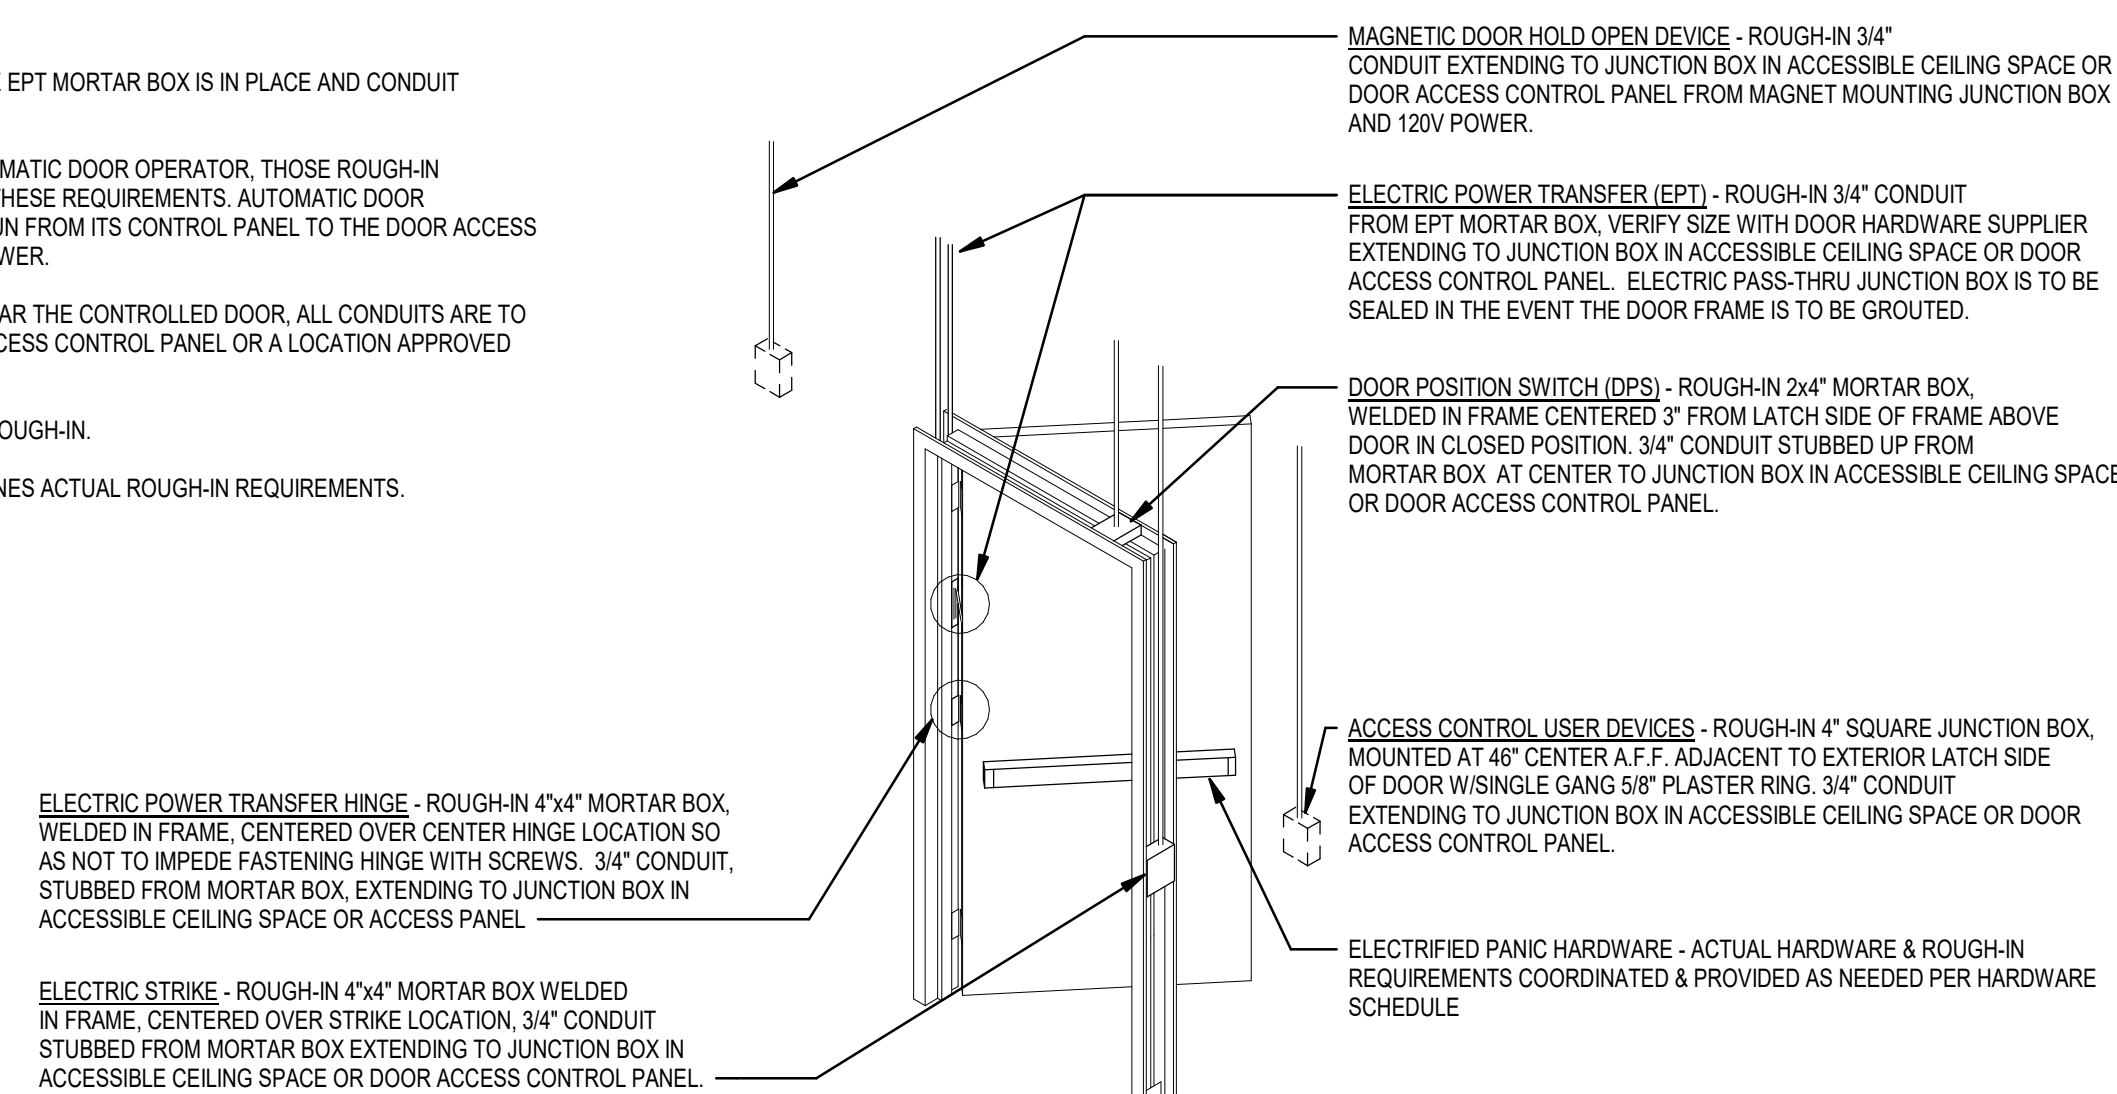 EPT MORTAR BOX IS IN PLACE AND CONDUIT
MATIC DOOR OPERATOR, THOSE ROUGH-IN
THESE REQUIREMENTS. AUTOMATIC DOOR
UN FROM ITS CONTROL PANEL TO THE DOOR ACCESS
WER.
AR THE CONTROLLED DOOR, ALL CONDUITS ARE TO
CESS CONTROL PANEL OR A LOCATION APPROVED
OUGH-IN.
NES ACTUAL ROUGH-IN REQUIREMENTS.
ELECTRIC POWER TRANSFER HINGE - ROUGH-IN 4"x4" MORTAR BOX,
WELDED IN FRAME, CENTERED OVER CENTER HINGE LOCATION SO
AS NOT TO IMPEDE FASTENING HINGE WITH SCREWS. 3/4" CONDUIT,
STUBBED FROM MORTAR BOX, EXTENDING TO JUNCTION BOX IN
ACCESSIBLE CEILING SPACE OR ACCESS PANEL
ELECTRIC STRIKE - ROUGH-IN 4"x4" MORTAR BOX WELDED
IN FRAME, CENTERED OVER STRIKE LOCATION, 3/4" CONDUIT
STUBBED FROM MORTAR BOX EXTENDING TO JUNCTION BOX IN
ACCESSIBLE CEILING SPACE OR DOOR ACCESS CONTROL PANEL.
MAGNETIC DOOR HOLD OPEN DEVICE - ROUGH-IN 3/4"
CONDUIT EXTENDING TO JUNCTION BOX IN ACCESSIBLE CEILING SPACE OR
DOOR ACCESS CONTROL PANEL FROM MAGNET MOUNTING JUNCTION BOX
AND 120V POWER.
ELECTRIC POWER TRANSFER (EPT) - ROUGH-IN 3/4" CONDUIT
FROM EPT MORTAR BOX, VERIFY SIZE WITH DOOR HARDWARE SUPPLIER
EXTENDING TO JUNCTION BOX IN ACCESSIBLE CEILING SPACE OR DOOR
ACCESS CONTROL PANEL. ELECTRIC PASS-THRU JUNCTION BOX IS TO BE
SEALED IN THE EVENT THE DOOR FRAME IS TO BE GROUTED.
DOOR POSITION SWITCH (DPS) - ROUGH-IN 2x4" MORTAR BOX,
WELDED IN FRAME CENTERED 3" FROM LATCH SIDE OF FRAME ABOVE
DOOR IN CLOSED POSITION. 3/4" CONDUIT STUBBED UP FROM
MORTAR BOX AT CENTER TO JUNCTION BOX IN ACCESSIBLE CEILING SPACE
OR DOOR ACCESS CONTROL PANEL.
ACCESS CONTROL USER DEVICES - ROUGH-IN 4" SQUARE JUNCTION BOX,
MOUNTED AT 46" CENTER A.F.F. ADJACENT TO EXTERIOR LATCH SIDE
OF DOOR W/SINGLE GANG 5/8" PLASTER RING. 3/4" CONDUIT
EXTENDING TO JUNCTION BOX IN ACCESSIBLE CEILING SPACE OR DOOR
ACCESS CONTROL PANEL.
ELECTRIFIED PANIC HARDWARE - ACTUAL HARDWARE & ROUGH-IN
REQUIREMENTS COORDINATED & PROVIDED AS NEEDED PER HARDWARE
SCHEDULE